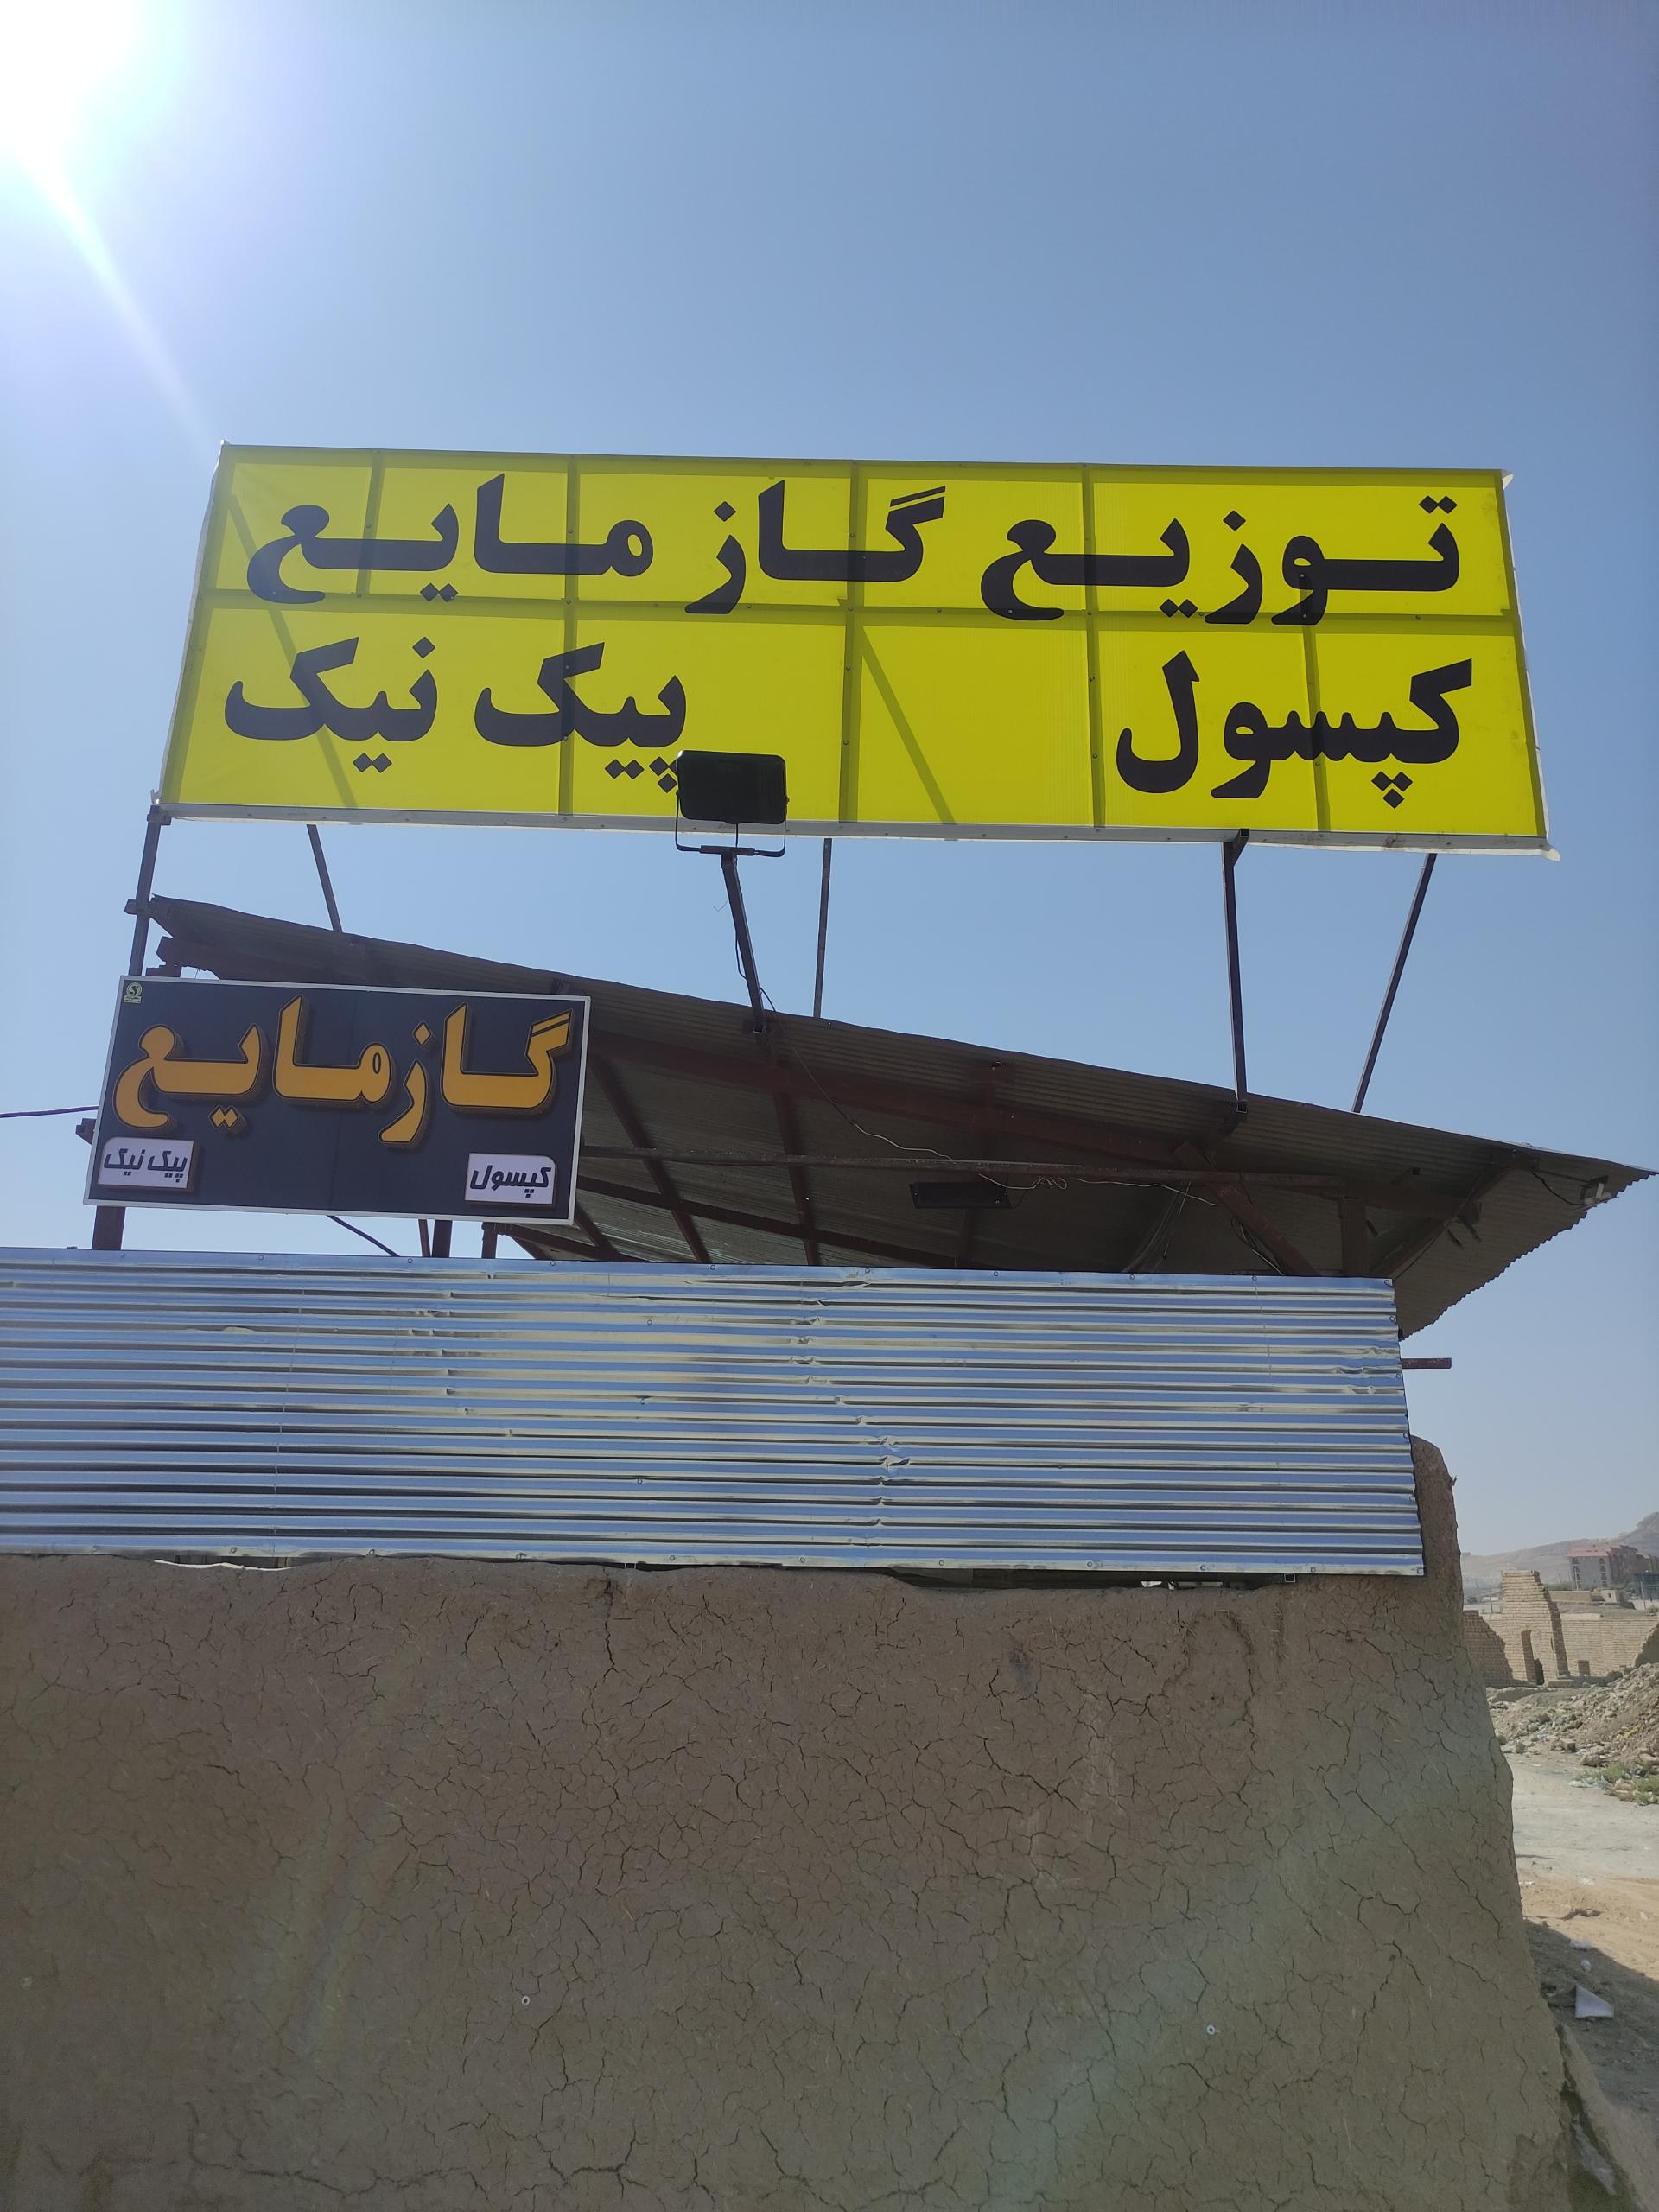 توزیع گاز مایع
کپسول پیک نیک
گاز مایع
کپسول پیک نیک